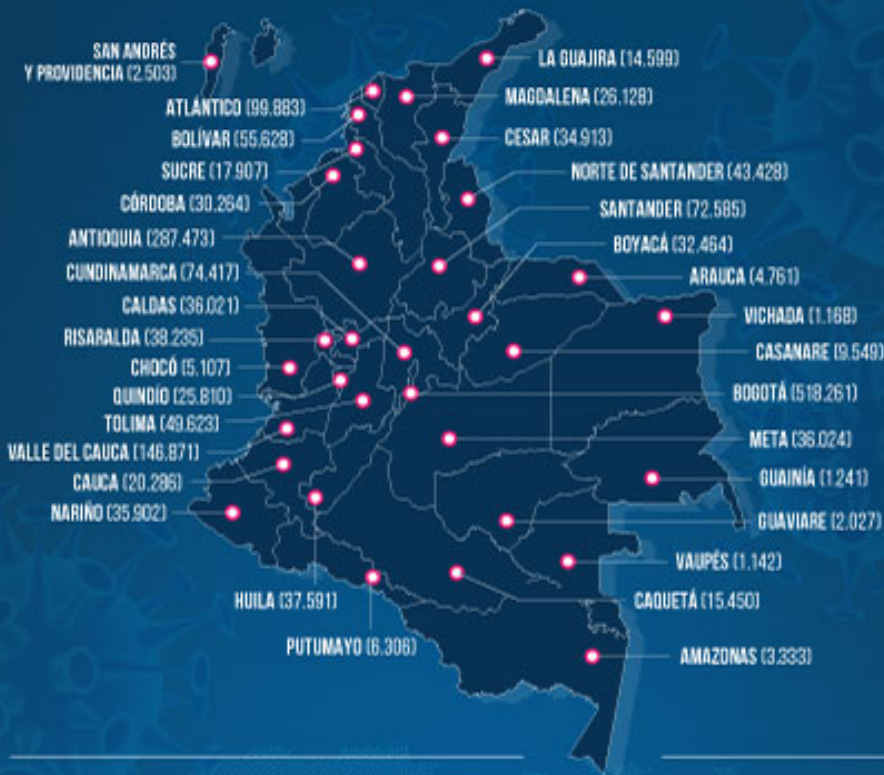 SAN ANDRÉS
Y PROVIDENCIA (2.503)
ATLÁNTICO (99.883)
BOLÍVAR (55.628)
SUCRE (17.907)
CÓRDOBA (30.264)
ANTIOQUIA (287.473)
CUNDINAMARCA (74.417)
CALDAS (36.021)
RISARALDA (38.235)
CHOCÓ (5.107)
QUINDÍO (25.810)
TOLIMA (49.623)
VALLE DEL CAUCA (146.871)
CAUCA (20.286)
NARIÑO (35.902)
HUILA (37.591)
PUTUMAYO (6.306)
LA GUAJIRA (14.599)
MAGDALENA (26.128)
CESAR (34.913)
NORTE DE SANTANDER (43.428)
SANTANDER (72.585)
BOYACÁ (32.464)
ARAUCA (4.761)
VICHADA (1.168)
CASANARE (9.549)
BOGOTÁ (518.261)
META (36.024)
GUAINÍA (1.241)
GUAVIARE (2.027)
VAUPÉS (1.142)
CAQUETÁ (15.450)
AMAZONAS (3.333)